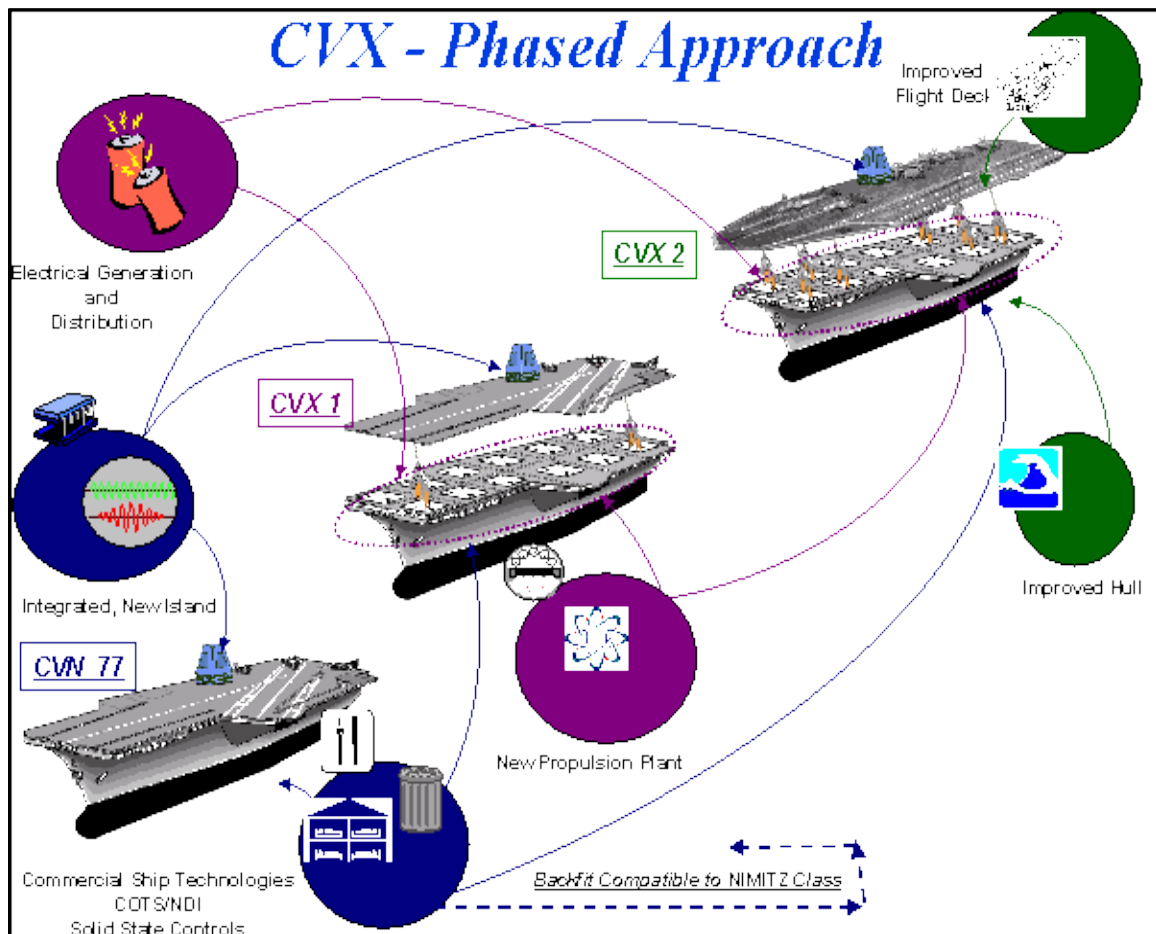 CVX - Phased Approach
Improved
Flight Deck
Electrical Generation
and
Distribution
CVX 2
CVX 1
Integrated, New Island
Improved Hull
CVN 77
New Propulsion Plant
Commercial Ship Technologies
COTS/NDI
Solid State Controls
Backfit Compatible to NIMITZ Class